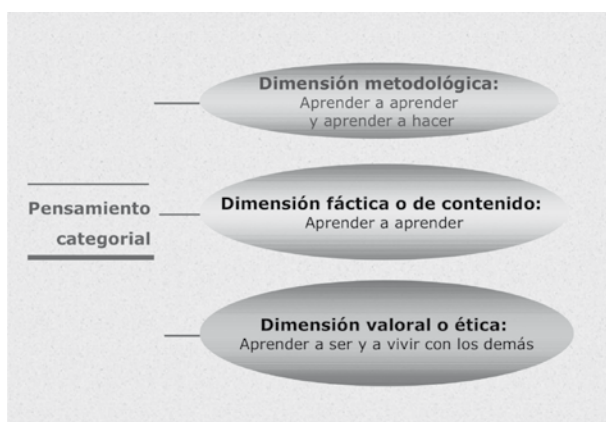 Dimensión metodológica:
Aprender a aprender
y aprender a hacer
Pensamiento
categorial
Dimensión fáctica o de contenido:
Aprender a aprender
Dimensión valoral o ética:
Aprender a ser y a vivir con los demás